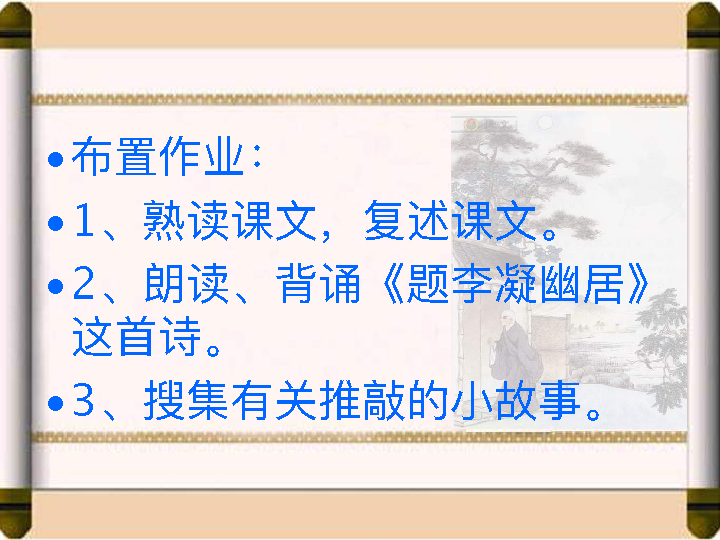 •布置作业：
•1、熟读课文，复述课文。
•2、朗读、背诵《题李凝幽居》
这首诗。
•3、搜集有关推敲的小故事。